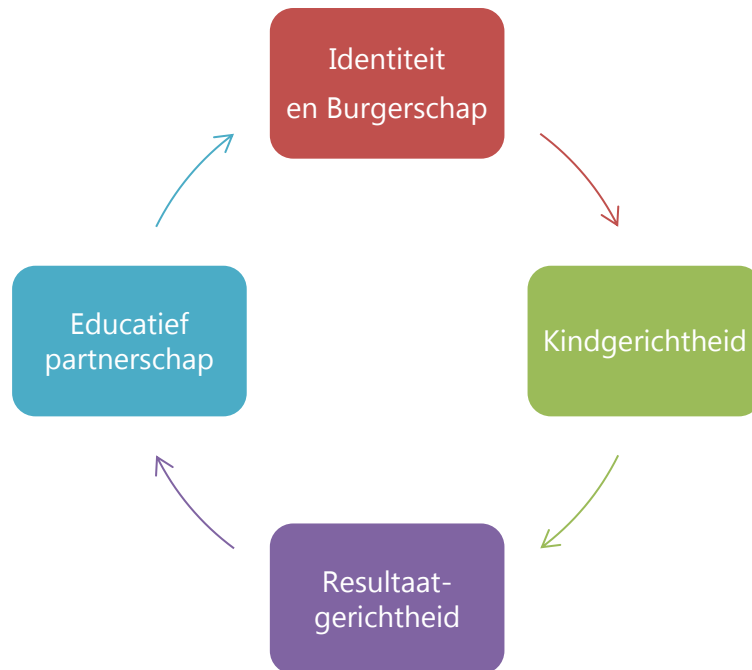 Identiteit
en Burgerschap
Kindgerichtheid
Resultaat-
gerichtheid
Educatief
partnerschap